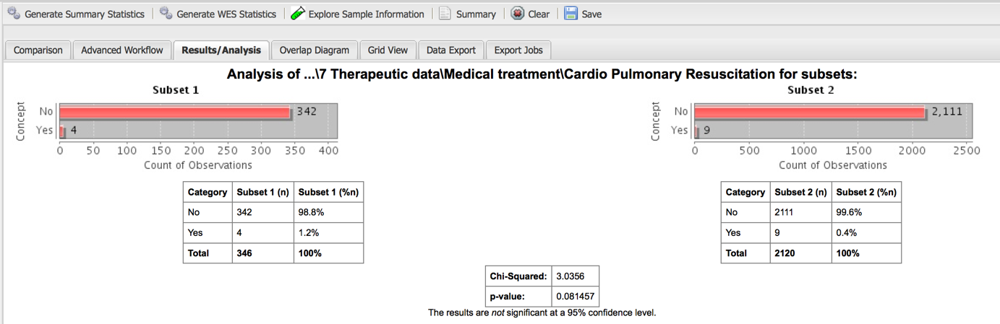 Generate Summary Statistics Generate WES Statistics Explore Sample Information Summary Clear Save
Comparison Advanced Workflow Results/Analysis Overlap Diagram Grid View Data Export Export Jobs
Analysis of ...\7 Therapeutic data\Medical treatment\Cardio Pulmonary Resuscitation for subsets:
Subset 1
Concept
No 342
Yes 4
0 50 100 150 200 250 300 350 400
Count of Observations
Category Subset 1 (n) Subset 1 (%n)
No 342 98.8%
Yes 4 1.2%
Total 346 100%
Subset 2
Concept
No 2,111
Yes 9
0 500 1000 1500 2000 2500
Count of Observations
Category Subset 2 (n) Subset 2 (%n)
No 2111 99.6%
Yes 9 0.4%
Total 2120 100%
Chi-Squared: 3.0356
p-value: 0.081457
The results are not significant at a 95% confidence level.